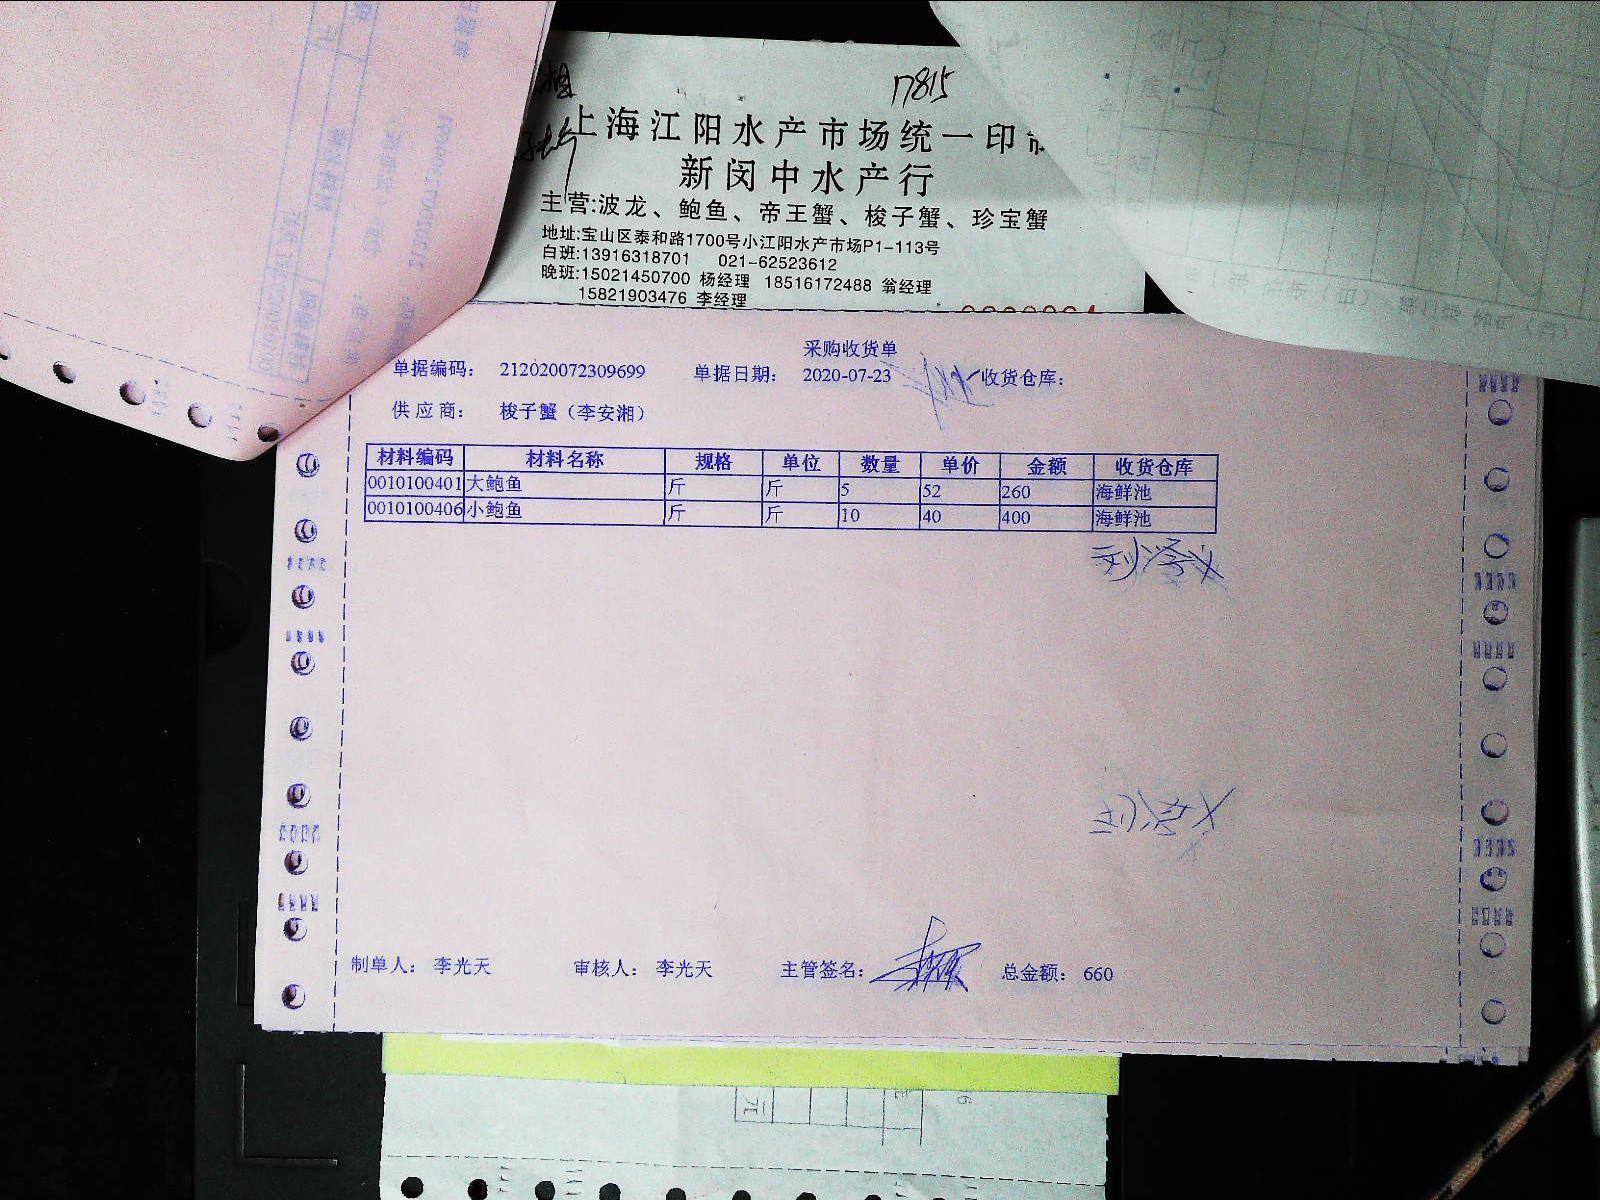 17815
上海江阳水产市场统一印
新闵中水产行
主营:波龙、鲍鱼、帝王蟹、梭子蟹、珍宝蟹
地址:宝山区泰和路1700号小江阳水产市场P1-113号
白班:13916318701 021-62523612
晚班:15021450700 杨经理 18516172488 翁经理
15821903476 李经理
采购收货单
单据编码: 212020072309699 单据日期: 2020-07-23 收货仓库:
供应商: 梭子蟹（李安湘）
材料编码 材料名称 规格 单位 数量 单价 金额 收货仓库
0010100401 大鲍鱼 斤 斤 5 52 260 海鲜池
0010100406 小鲍鱼 斤 斤 10 40 400 海鲜池
制单人: 李光天 审核人: 李光天 主管签名: 总金额: 660